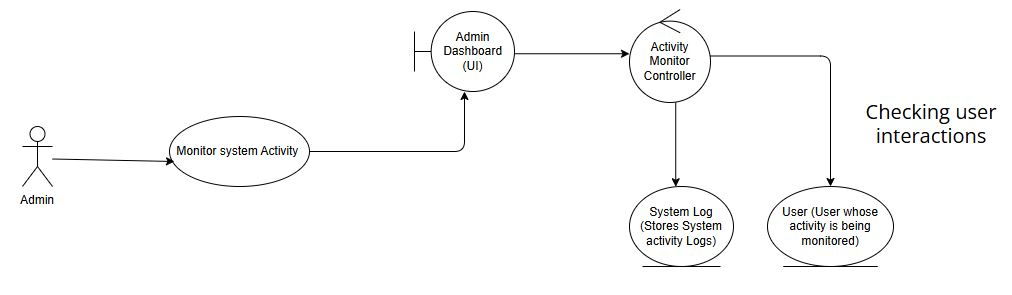 Admin
Dashboard
(UI)
Activity
Monitor
Controller
Checking user
interactions
Monitor system Activity
Admin
System Log
(Stores System
activity Logs)
User (User whose
activity is being
monitored)